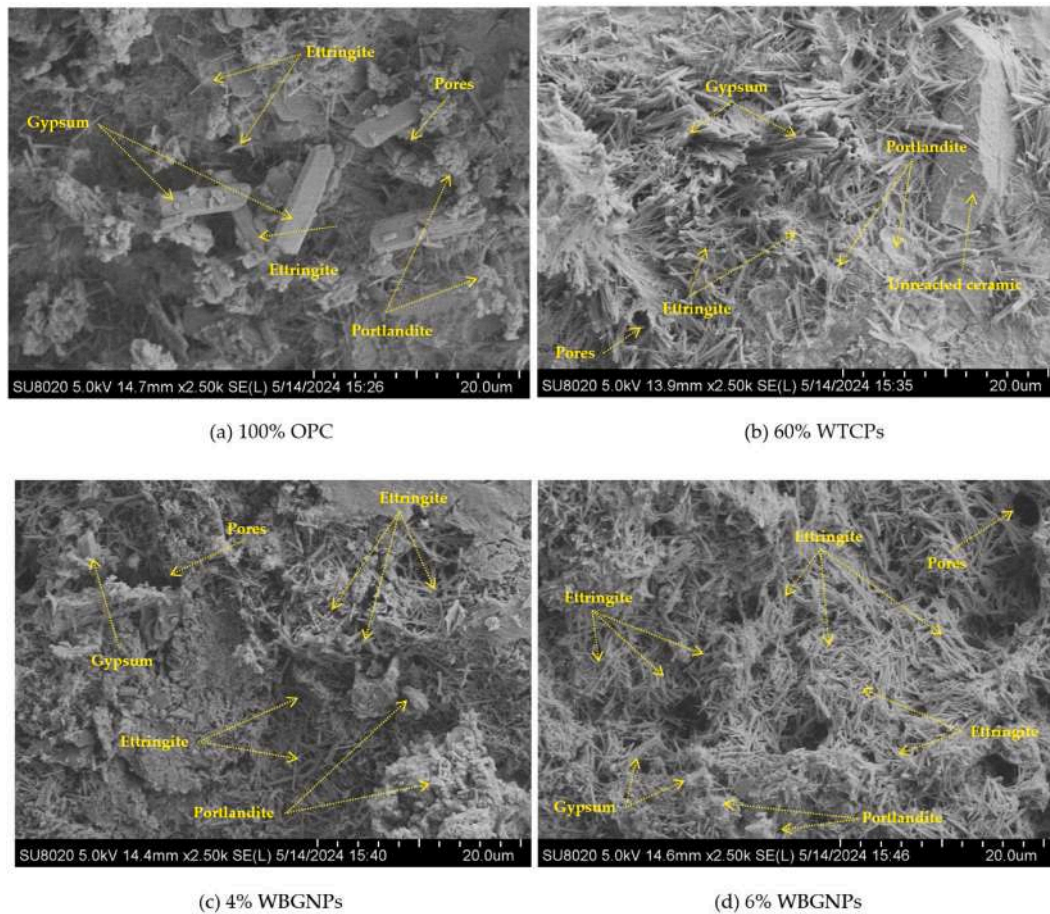 Ettringite
Pores
Gypsum
Ettringite
Portlandite
SU8020 5.0kV 14.7mm x2.50k SE(L) 5/14/2024 15:26 20.0um
(a) 100% OPC
Gypsum
Portlandite
Unreacted ceramic
Ettringite
Pores
SU8020 5.0kV 13.9mm x2.50k SE(L) 5/14/2024 15:35 20.0um
(b) 60% WTCPs
Ettringite
Pores
Gypsum
Ettringite
Portlandite
SU8020 5.0kV 14.4mm x2.50k SE(L) 5/14/2024 15:40 20.0um
(c) 4% WBGNPs
Ettringite
Pores
Ettringite
Ettringite
Gypsum
Portlandite
SU8020 5.0kV 14.6mm x2.50k SE(L) 5/14/2024 15:46 20.0um
(d) 6% WBGNPs